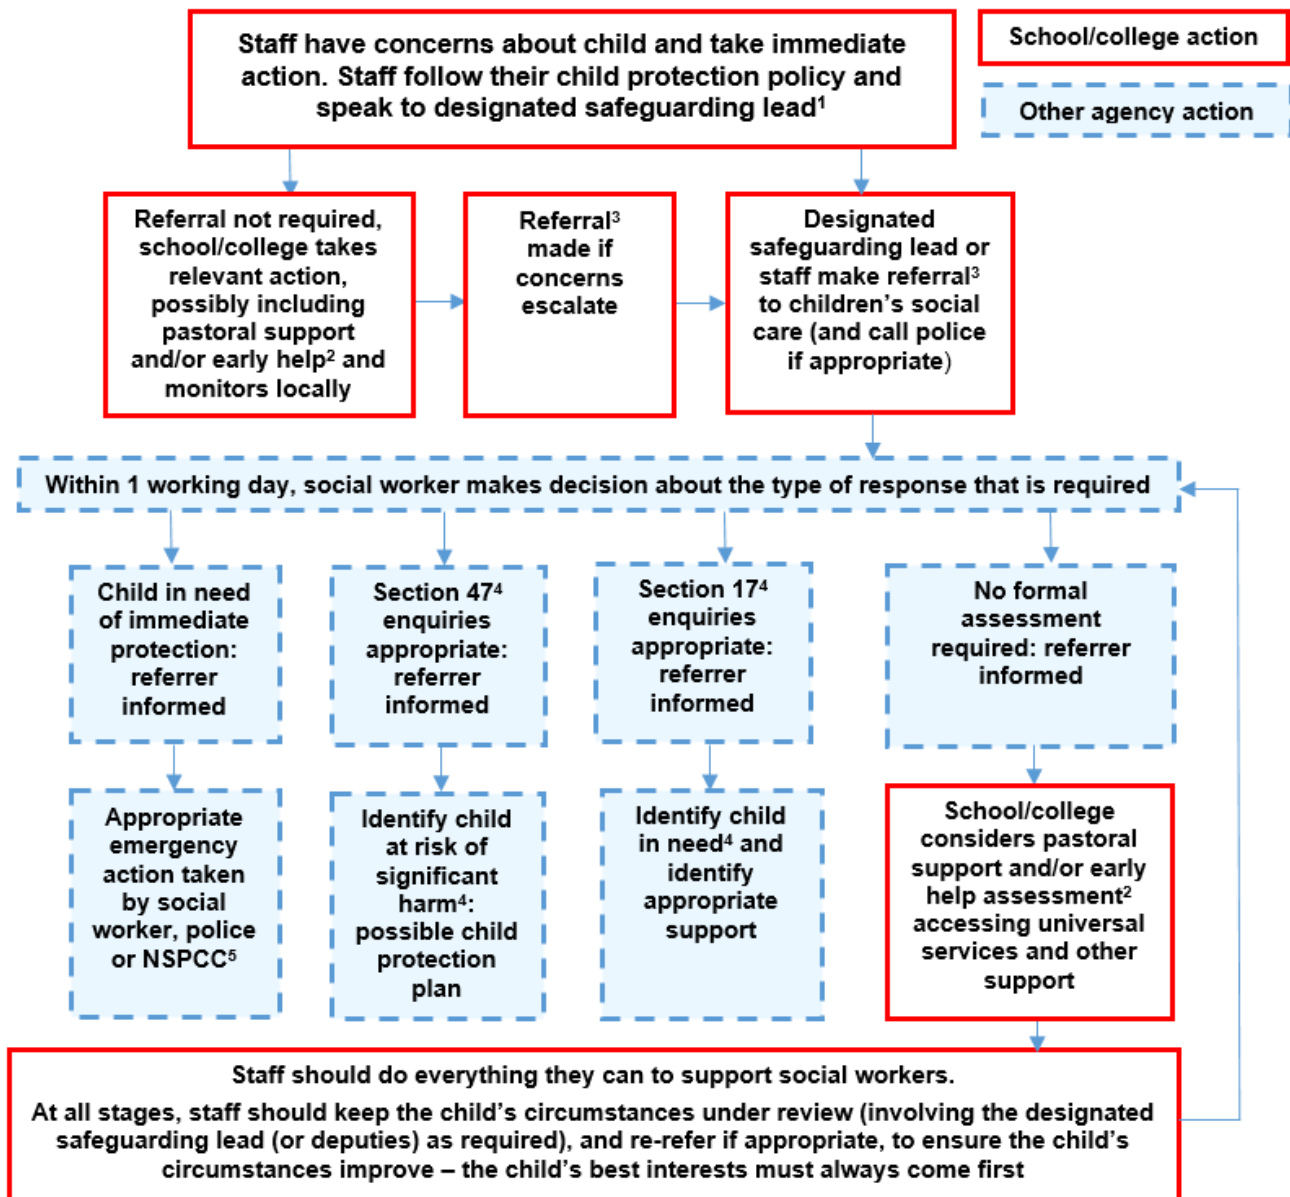 Staff have concerns about child and take immediate
action. Staff follow their child protection policy and
speak to designated safeguarding lead¹
School/college action
Other agency action
Referral not required,
school/college takes
relevant action,
possibly including
pastoral support
and/or early help² and
monitors locally
Referral³
made if
concerns
escalate
Designated
safeguarding lead or
staff make referral³
to children’s social
care (and call police
if appropriate)
Within 1 working day, social worker makes decision about the type of response that is required
Child in need
of immediate
protection:
referrer
informed
Section 47⁴
enquiries
appropriate:
referrer
informed
Section 17⁴
enquiries
appropriate:
referrer
informed
No formal
assessment
required: referrer
informed
Appropriate
emergency
action taken
by social
worker, police
or NSPCC⁵
Identify child
at risk of
significant
harm⁴:
possible child
protection
plan
Identify child
in need⁴ and
identify
appropriate
support
School/college
considers pastoral
support and/or early
help assessment²
accessing universal
services and other
support
Staff should do everything they can to support social workers.
At all stages, staff should keep the child’s circumstances under review (involving the designated
safeguarding lead (or deputies) as required), and re-refer if appropriate, to ensure the child’s
circumstances improve – the child’s best interests must always come first